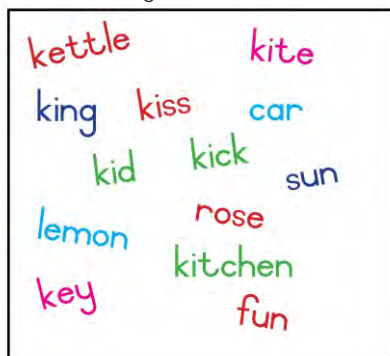 kettle
kite
king
kiss
car
kid
kick
sun
rose
lemon
kitchen
key
fun